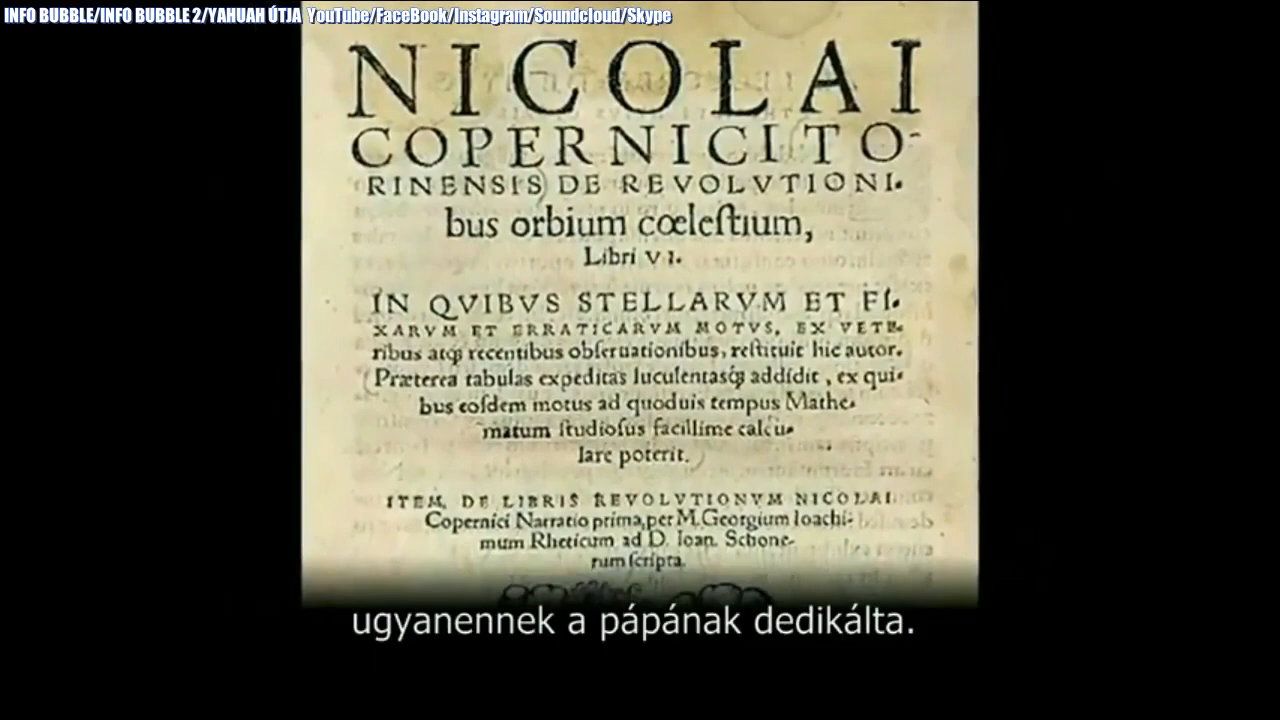 INFO BUBBLE/INFO BUBBLE 2/YAHUAH ÚTJA YouTube/FaceBook/Instagram/Soundcloud/Skype
NICOLAI
COPERNICI TO-
RINENSIS DE REVOLVTIONI-
bus orbium cœleſtium,
Libri VI.
IN QVIBVS STELLARVM ET FI-
XARVM ET ERRATICARVM MOTVS, EX VETE-
ribus atq recentibus obſeruationibus, reſtituit hic autor.
Præterea tabulas expeditas luculentasq addidit, ex qui-
bus eoſdem motus ad quoduis tempus Mathe-
matum ſtudioſus facillime calcu-
lare poterit.
ITEM, DE LIBRIS REVOLVTIONVM NICOLAI
Copernici Narratio prima, per M. Georgium Ioachi-
mum Rheticum ad D. Ioan. Schone-
rum ſcripta.
ugyanennek a pápának dedikálta.